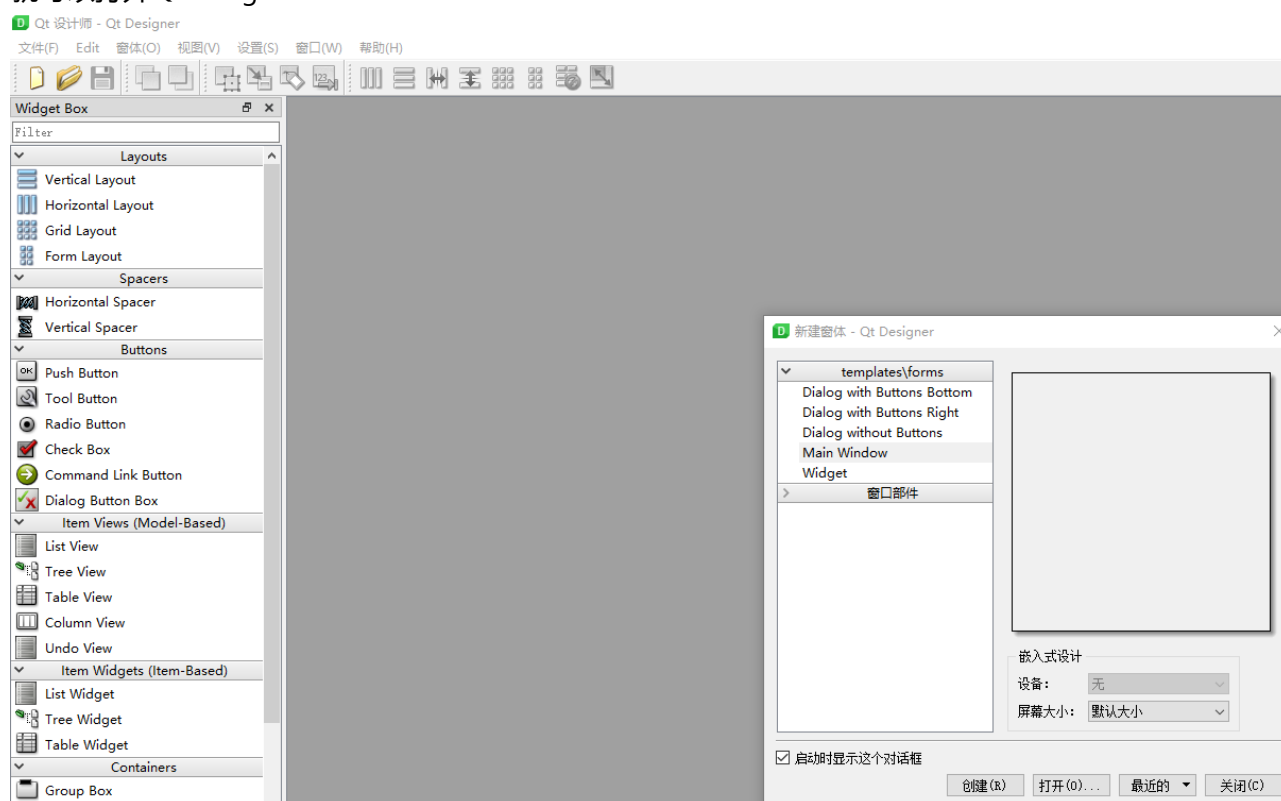 Qt 设计师 - Qt Designer
文件(F) Edit 窗体(O) 视图(V) 设置(S) 窗口(W) 帮助(H)
123
Widget Box
Filter
Layouts
Vertical Layout
Horizontal Layout
Grid Layout
Form Layout
Spacers
Horizontal Spacer
Vertical Spacer
Buttons
OK Push Button
Tool Button
Radio Button
Check Box
Command Link Button
Dialog Button Box
Item Views (Model-Based)
List View
Tree View
Table View
Column View
Undo View
Item Widgets (Item-Based)
List Widget
Tree Widget
Table Widget
Containers
Group Box
新建窗体 - Qt Designer
templates\forms
Dialog with Buttons Bottom
Dialog with Buttons Right
Dialog without Buttons
Main Window
Widget
窗口部件
嵌入式设计
设备: 无
屏幕大小: 默认大小
启动时显示这个对话框
创建(R) 打开(O)... 最近的 关闭(C)